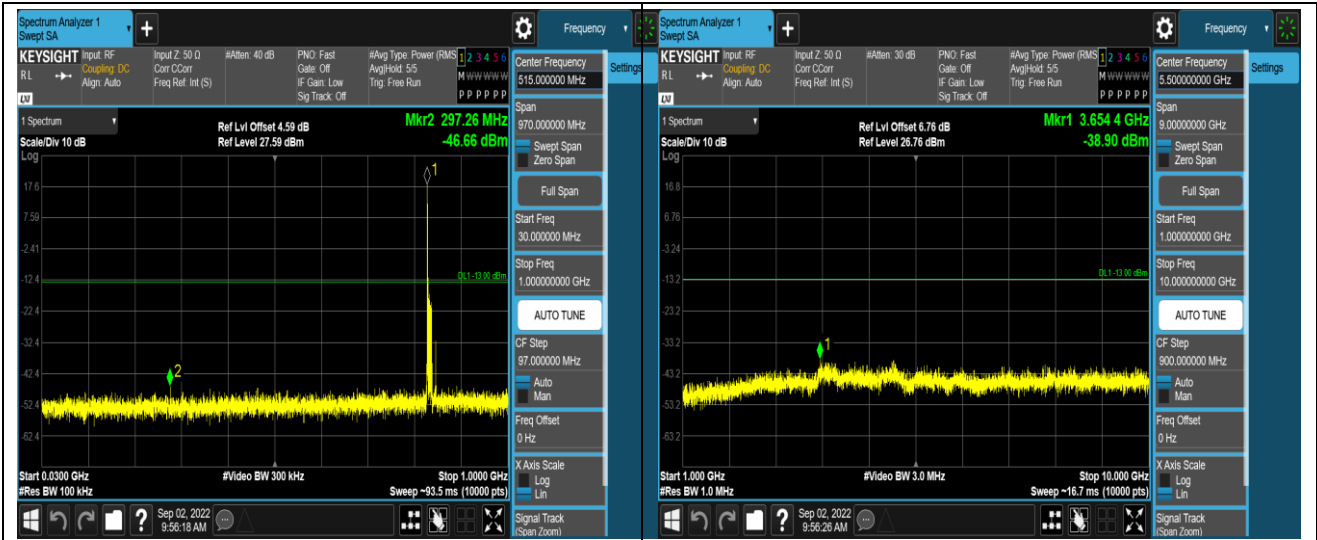 Spectrum Analyzer 1
Swept SA
+
Frequency
KEYSIGHT
RL
LXI
Input: RF
Coupling: DC
Align: Auto
Input Z: 50 Ω
Corr CCorr
Freq Ref: Int (S)
#Atten: 40 dB
PNO: Fast
Gate: Off
IF Gain: Low
Sig Track: Off
#Avg Type: Power (RMS
Avg|Hold: 5/5
Trig: Free Run
1 2 3 4 5 6
M W W W W W
P P P P P P
Center Frequency
515.000000 MHz
Settings
1 Spectrum
Scale/Div 10 dB
Ref Lvl Offset 4.59 dB
Ref Level 27.59 dBm
Mkr2 297.26 MHz
-46.66 dBm
Log
17.6
7.59
-2.41
-12.4
-22.4
-32.4
-42.4
-52.4
-62.4
1
2
DL1 -13.00 dBm
Start 0.0300 GHz
#Res BW 100 kHz
#Video BW 300 kHz
Stop 1.0000 GHz
Sweep ~93.5 ms (10000 pts)
Span
970.000000 MHz
Swept Span
Zero Span
Full Span
Start Freq
30.000000 MHz
Stop Freq
1.000000000 GHz
AUTO TUNE
CF Step
97.000000 MHz
Auto
Man
Freq Offset
0 Hz
X Axis Scale
Log
Lin
Signal Track
(Span Zoom)
?
Sep 02, 2022
9:56:18 AM
Spectrum Analyzer 1
Swept SA
+
Frequency
KEYSIGHT
RL
LXI
Input: RF
Coupling: DC
Align: Auto
Input Z: 50 Ω
Corr CCorr
Freq Ref: Int (S)
#Atten: 30 dB
PNO: Fast
Gate: Off
IF Gain: Low
Sig Track: Off
#Avg Type: Power (RMS
Avg|Hold: 5/5
Trig: Free Run
1 2 3 4 5 6
M W W W W W
P P P P P P
Center Frequency
5.500000000 GHz
Settings
1 Spectrum
Scale/Div 10 dB
Ref Lvl Offset 6.76 dB
Ref Level 26.76 dBm
Mkr1 3.654 4 GHz
-38.90 dBm
Log
16.8
6.76
-3.24
-13.2
-23.2
-33.2
-43.2
-53.2
-63.2
1
DL1 -13.00 dBm
Start 1.000 GHz
#Res BW 1.0 MHz
#Video BW 3.0 MHz
Stop 10.000 GHz
Sweep ~16.7 ms (10000 pts)
Span
9.00000000 GHz
Swept Span
Zero Span
Full Span
Start Freq
1.000000000 GHz
Stop Freq
10.000000000 GHz
AUTO TUNE
CF Step
900.000000 MHz
Auto
Man
Freq Offset
0 Hz
X Axis Scale
Log
Lin
Signal Track
(Span Zoom)
?
Sep 02, 2022
9:56:26 AM